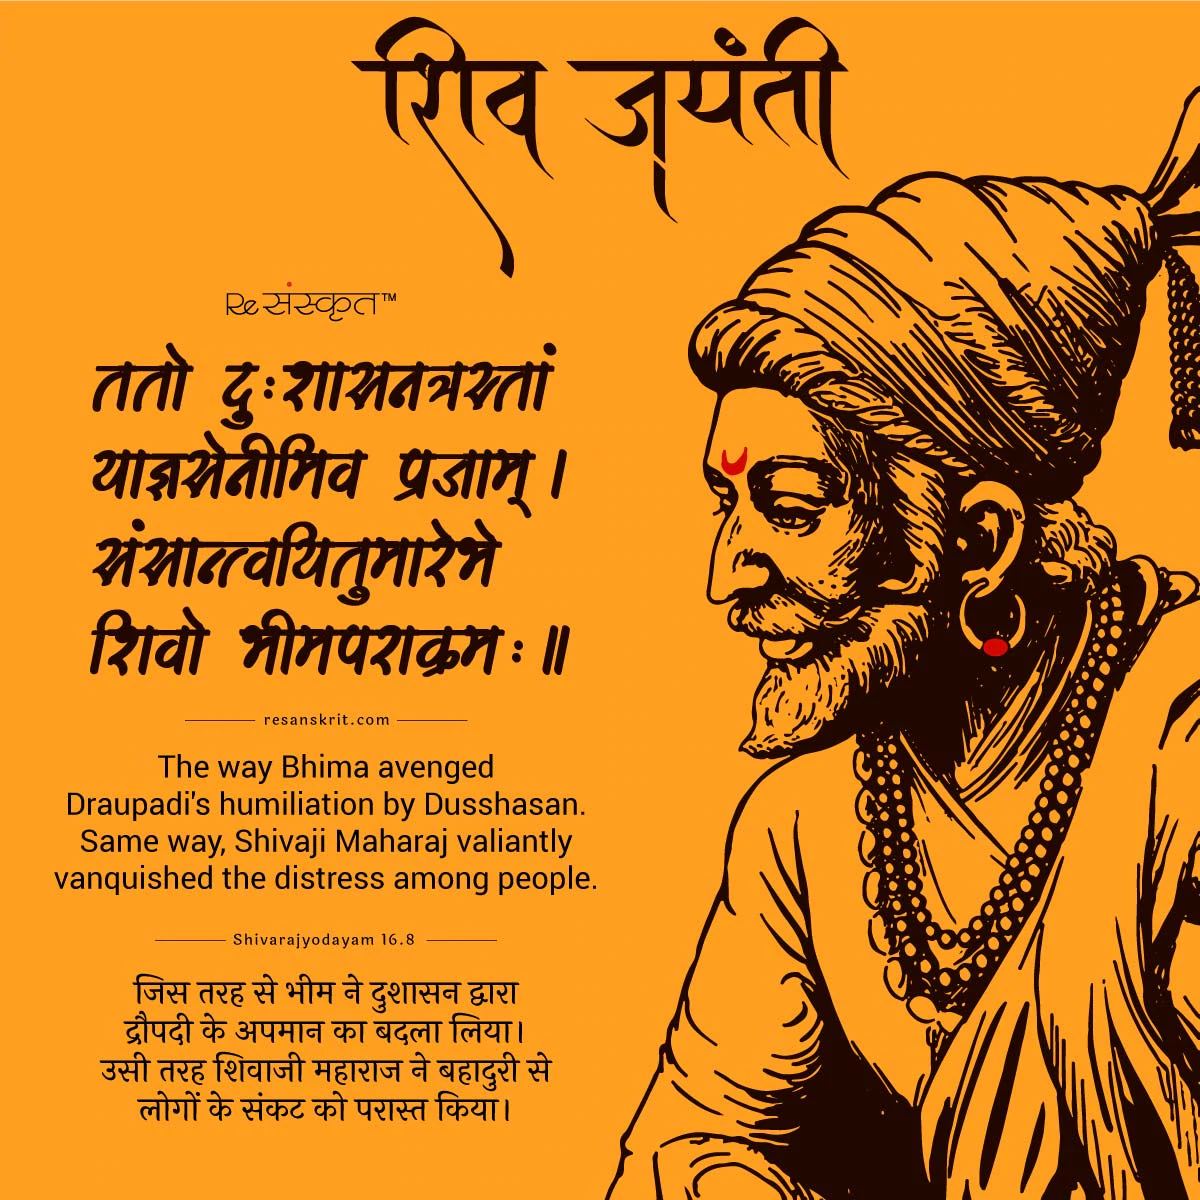 शिव जयंती
Re संस्कृत™
ततो दुःशासनत्रस्तां
याज्ञसेनीमिव प्रजाम् ।
संसान्त्वयितुमारेभे
शिवो भीमपराक्रमः ॥
resanskrit.com
The way Bhima avenged
Draupadi's humiliation by Dusshasan.
Same way, Shivaji Maharaj valiantly
vanquished the distress among people.
Shivarajyodayam 16.8
जिस तरह से भीम ने दुशासन द्वारा
द्रौपदी के अपमान का बदला लिया।
उसी तरह शिवाजी महाराज ने बहादुरी से
लोगों के संकट को परास्त किया।